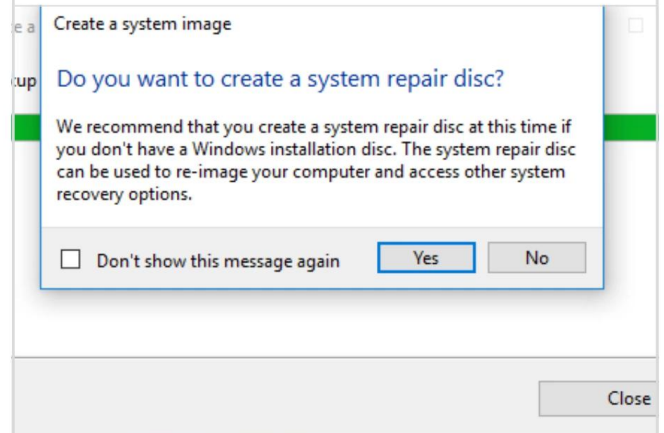 Create a system image
Do you want to create a system repair disc?
We recommend that you create a system repair disc at this time if
you don't have a Windows installation disc. The system repair disc
can be used to re-image your computer and access other system
recovery options.
Don't show this message again
Yes
No
Close